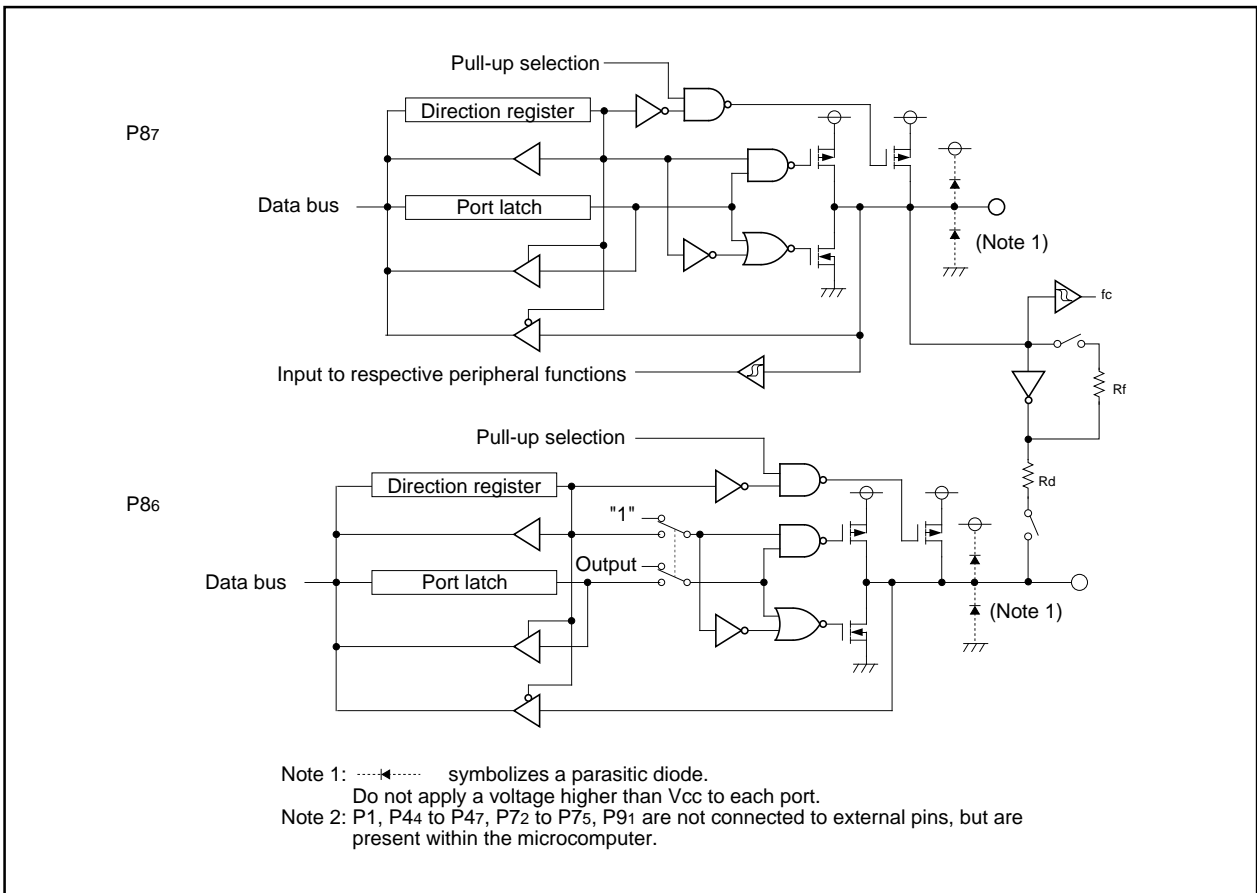 Pull-up selection
Direction register
P87
Data bus
Port latch
(Note 1)
fc
Input to respective peripheral functions
Rf
Pull-up selection
Rd
Direction register
P86
"1"
Output
Data bus
Port latch
(Note 1)
Note 1: symbolizes a parasitic diode.
Do not apply a voltage higher than Vcc to each port.
Note 2: P1, P44 to P47, P72 to P75, P91 are not connected to external pins, but are
present within the microcomputer.